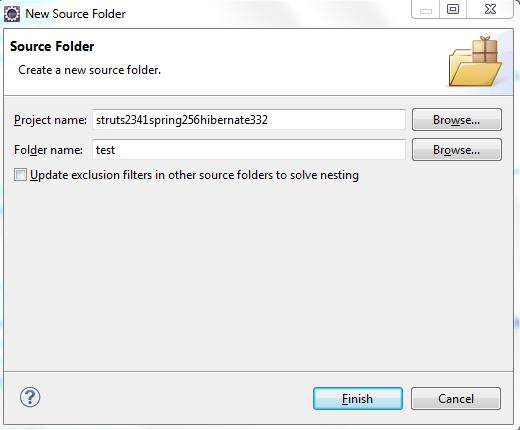 New Source Folder
Source Folder
Create a new source folder.
Project name: struts2341spring256hibernate332 Browse...
Folder name: test Browse...
Update exclusion filters in other source folders to solve nesting
? Finish Cancel